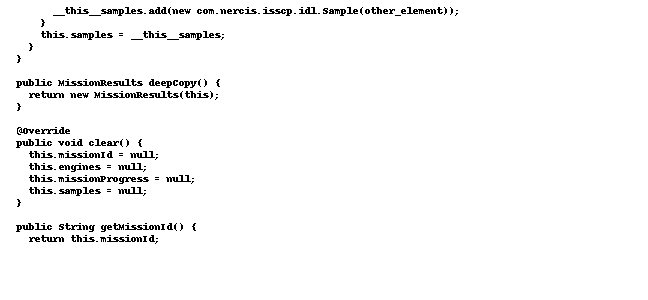 __this__samples.add(new com.nercis.isscp.idl.Sample(other_element));
}
this.samples = __this__samples;
}
}
public MissionResults deepCopy() {
return new MissionResults(this);
}
@Override
public void clear() {
this.missionId = null;
this.engines = null;
this.missionProgress = null;
this.samples = null;
}
public String getMissionId() {
return this.missionId;